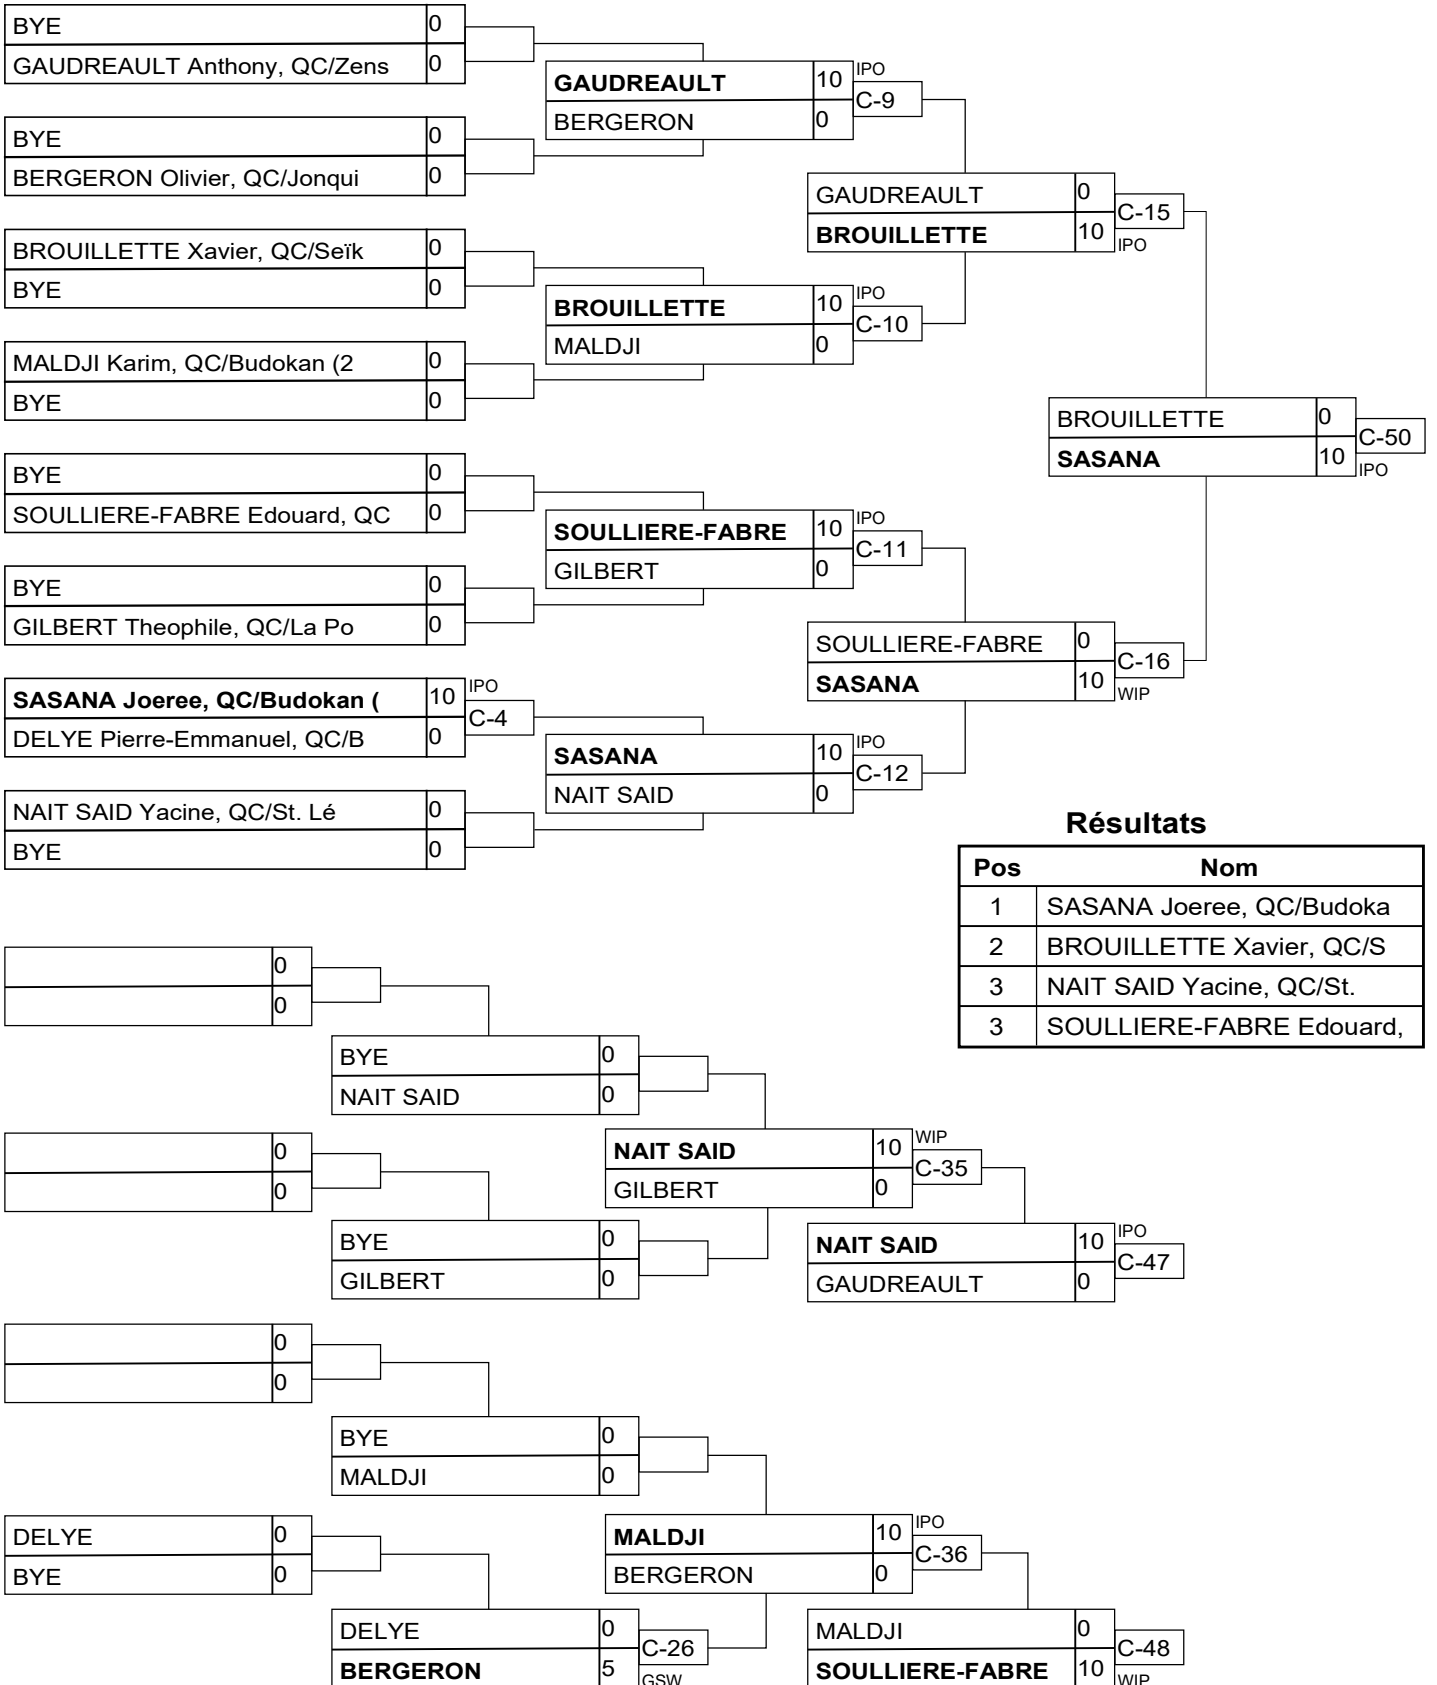 BYE 0
GAUDREAULT Anthony, QC/Zens 0
BYE 0
BERGERON Olivier, QC/Jonqui 0
BROUILLETTE Xavier, QC/Seïk 0
BYE 0
MALDJI Karim, QC/Budokan (2 0
BYE 0
BYE 0
SOULLIERE-FABRE Edouard, QC 0
BYE 0
GILBERT Theophile, QC/La Po 0
SASANA Joeree, QC/Budokan ( 10 IPO
C-4
DELYE Pierre-Emmanuel, QC/B 0
NAIT SAID Yacine, QC/St. Lé 0
BYE 0
GAUDREAULT 10 IPO
C-9
BERGERON 0
BROUILLETTE 10 IPO
C-10
MALDJI 0
SOULLIERE-FABRE 10 IPO
C-11
GILBERT 0
SASANA 10 IPO
C-12
NAIT SAID 0
GAUDREAULT 0
C-15
BROUILLETTE 10 IPO
SOULLIERE-FABRE 0
C-16
SASANA 10 WIP
BROUILLETTE 0
C-50
SASANA 10 IPO
Résultats
Pos Nom
1 SASANA Joeree, QC/Budoka
2 BROUILLETTE Xavier, QC/S
3 NAIT SAID Yacine, QC/St.
3 SOULLIERE-FABRE Edouard,
0
0
BYE 0
NAIT SAID 0
0
0
BYE 0
GILBERT 0
NAIT SAID 10 WIP
C-35
GILBERT 0
NAIT SAID 10 IPO
C-47
GAUDREAULT 0
0
0
BYE 0
MALDJI 0
DELYE 0
BYE 0
DELYE 0
C-26
BERGERON 5 GSW
MALDJI 10 IPO
C-36
BERGERON 0
MALDJI 0
C-48
SOULLIERE-FABRE 10 WIP